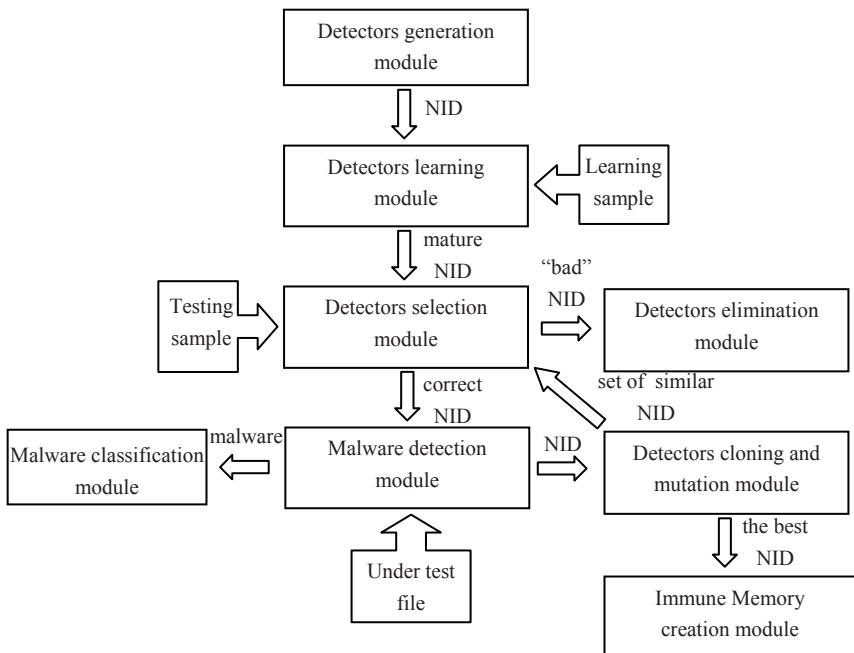 Detectors generation
module
NID
Detectors learning
module
Learning
sample
mature
NID
"bad"
NID
Testing
sample
Detectors selection
module
Detectors elimination
module
correct
NID
set of similar
NID
malware
Malware classification
module
Malware detection
module
NID
Detectors cloning and
mutation module
the best
NID
Under test
file
Immune Memory
creation module